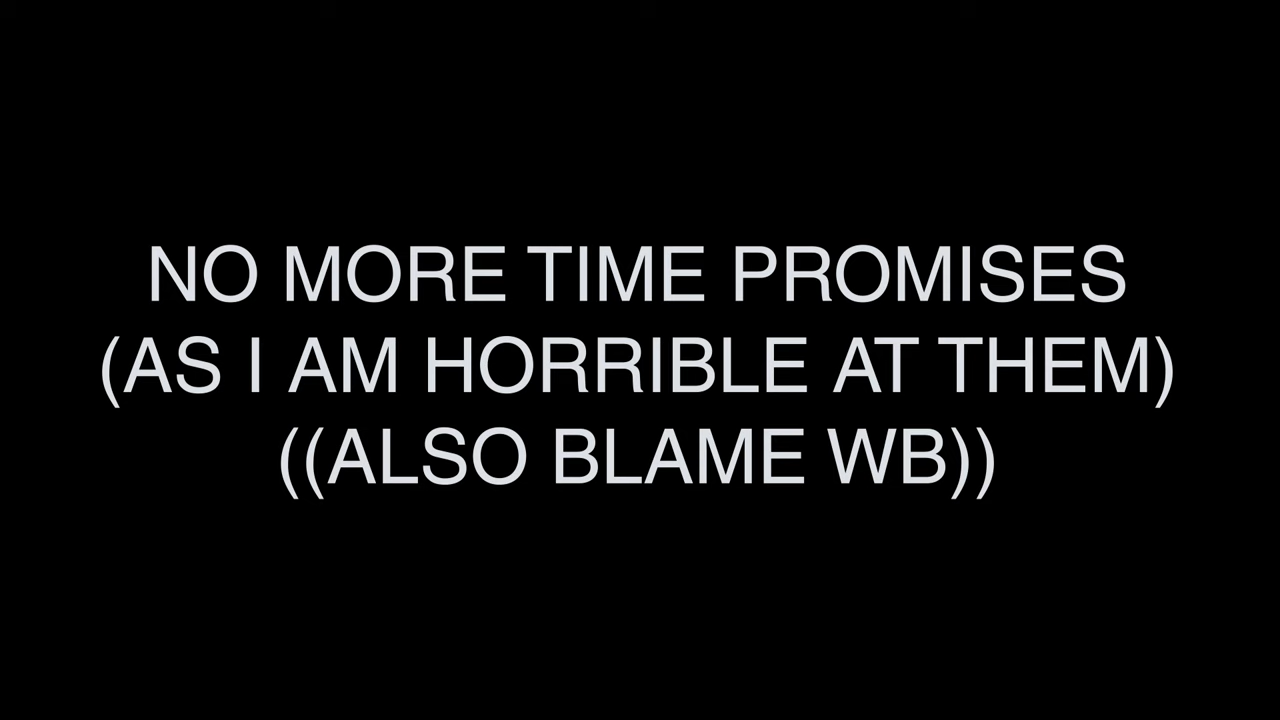 NO MORE TIME PROMISES
(AS I AM HORRIBLE AT THEM)
((ALSO BLAME WB))